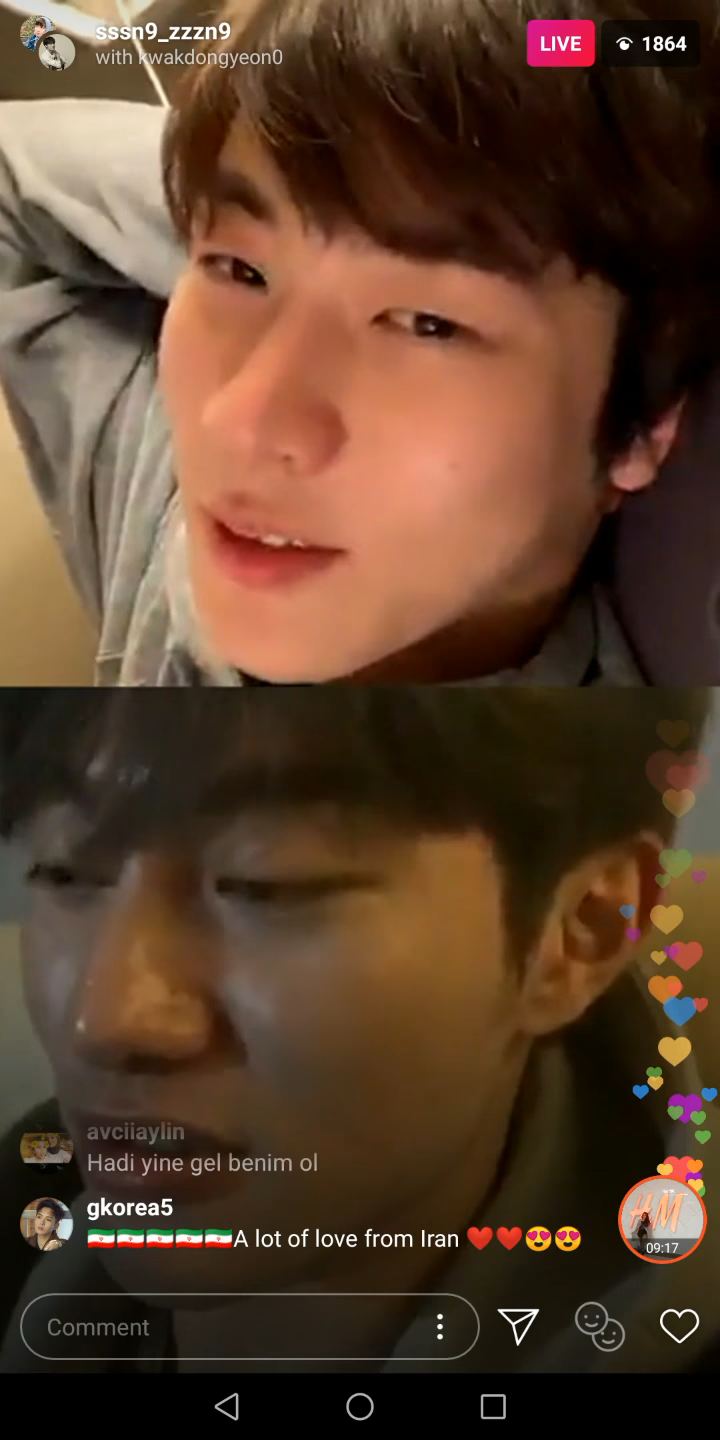 sssn9_zzzn9
with kwakdongyeon0
LIVE
1864
avciiaylin
Hadi yine gel benim ol
gkorea5
🇮🇷🇮🇷🇮🇷🇮🇷🇮🇷A lot of love from Iran ❤️❤️😍😍
HM
09:17
Comment